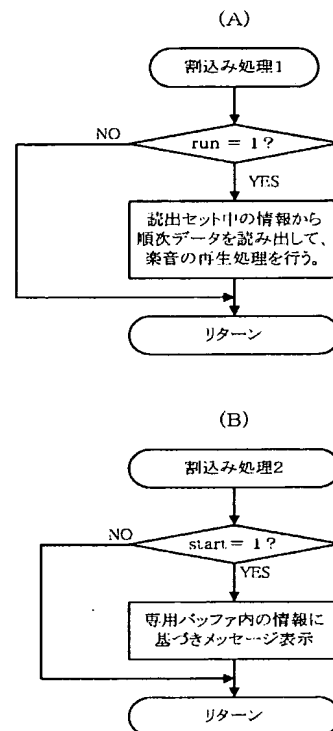 (A)
割込み処理1
run = 1?
NO
YES
読出セット中の情報から
順次データを読み出して、
楽音の再生処理を行う。
リターン
(B)
割込み処理2
start = 1?
NO
YES
専用バッファ内の情報に
基づきメッセージ表示
リターン